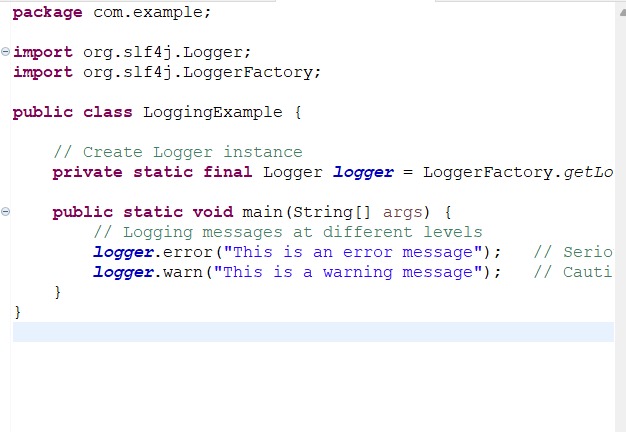 package com.example;
import org.slf4j.Logger;
import org.slf4j.LoggerFactory;
public class LoggingExample {
// Create Logger instance
private static final Logger logger = LoggerFactory.getLo
public static void main(String[] args) {
// Logging messages at different levels
logger.error("This is an error message");   // Serio
logger.warn("This is a warning message");   // Cauti
}
}